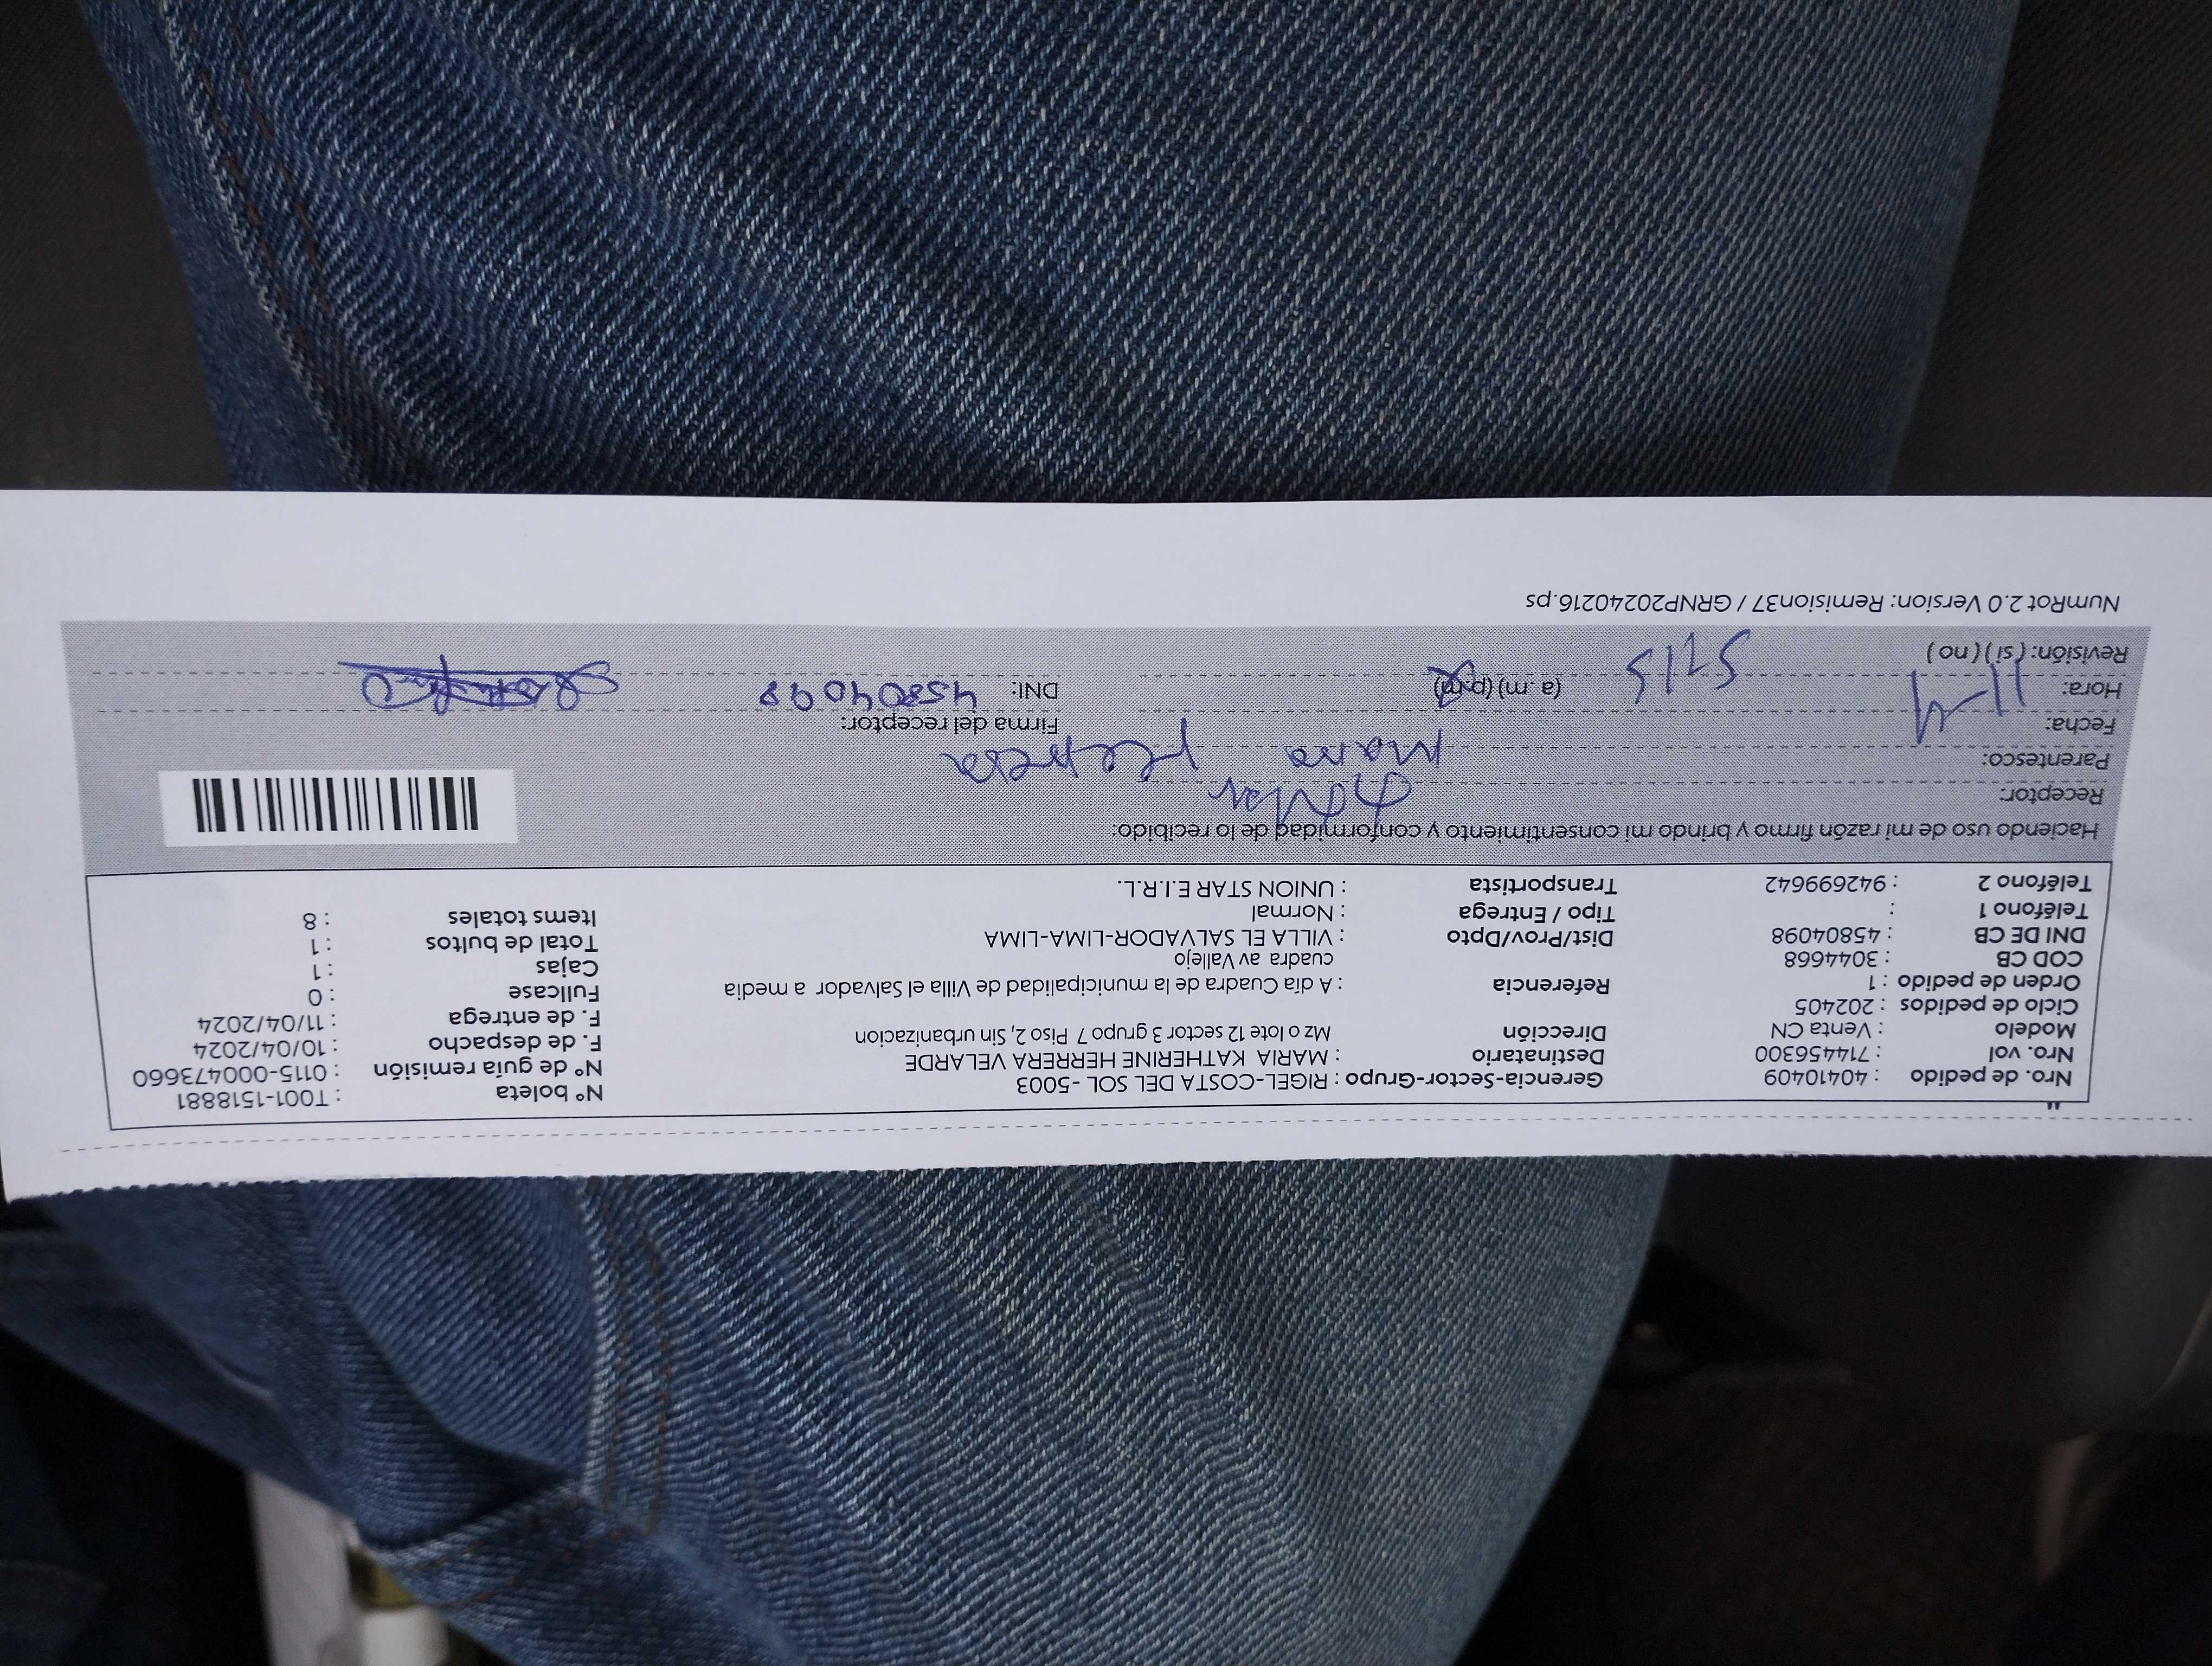 Nro. de pedido : 40410409 Gerencia-Sector-Grupo : RIGEL-COSTA DEL SOL -5003 Nº boleta : T001-1518881
Nro. vol : 714456300 Destinatario : MARIA KATHERINE HERRERA VELARDE Nº de guía remisión : 0115-000473660
Modelo : Venta CN Dirección Mz o lote 12 sector 3 grupo 7 Piso 2, Sin urbanizacion F. de despacho : 10/04/2024
Ciclo de pedidos : 202405 F. de entrega : 11/04/2024
Orden de pedido : 1 Referencia : A día Cuadra de la municipalidad de Villa el Salvador a media Fullcase : 0
COD CB : 3044668 cuadra av Vallejo Cajas : 1
DNI DE CB : 45804098 Dist/Prov/Dpto : VILLA EL SALVADOR-LIMA-LIMA Total de bultos : 1
Teléfono 1 : Tipo / Entrega : Normal Items totales : 8
Teléfono 2 : 942699642 Transportista : UNION STAR E.I.R.L.
Haciendo uso de mi razón firmo y brindo mi consentimiento y conformidad de lo recibido:
Receptor:
Parentesco: Maria
Fecha: 11-4 Firma del receptor:
Hora: 5715 (a.m) (p.m) DNI: 45804098
Revisión: ( si ) ( no )
NumRot 2.0 Version: Remision37 / GRNP20240216.ps